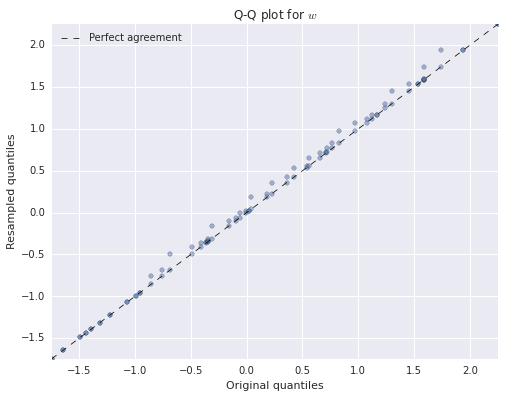 Q-Q plot for w
Perfect agreement
Resampled quantiles
2.0
1.5
1.0
0.5
0.0
−0.5
−1.0
−1.5
−1.5 −1.0 −0.5 0.0 0.5 1.0 1.5 2.0
Original quantiles